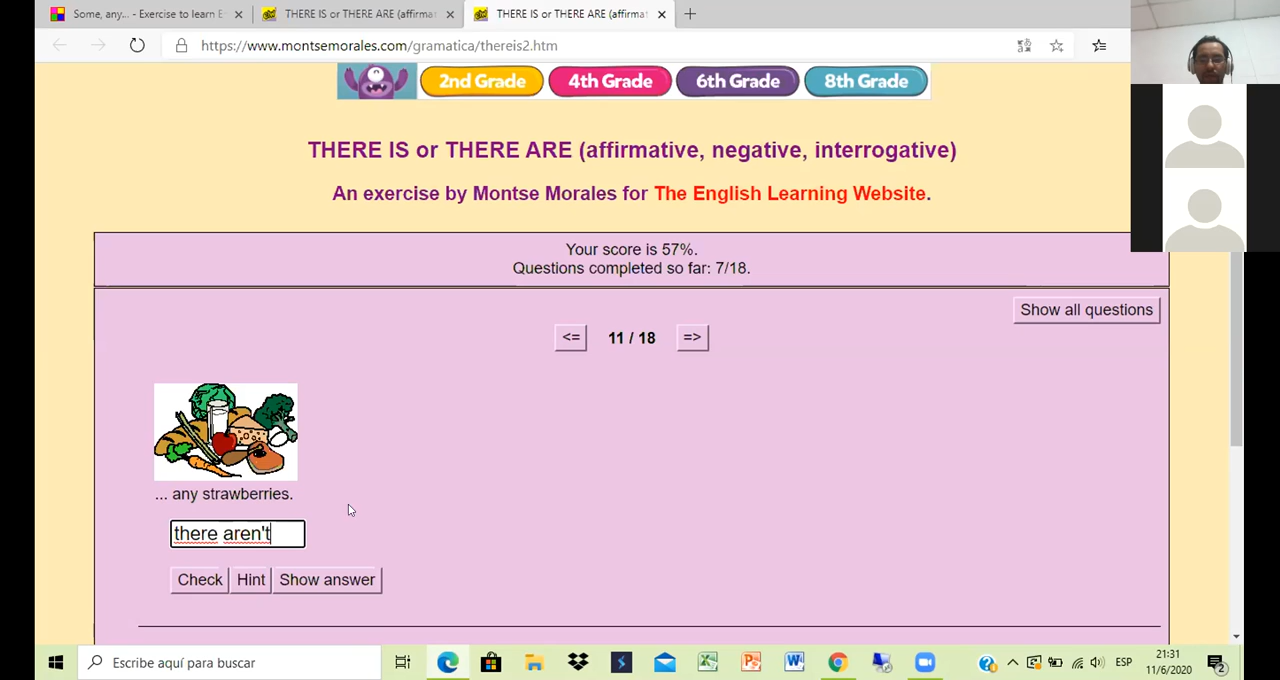 Some, any... - Exercise to learn E
THERE IS or THERE ARE (affirmat
THERE IS or THERE ARE (affirmat
https://www.montsemorales.com/gramatica/thereis2.htm
2nd Grade
4th Grade
6th Grade
8th Grade
THERE IS or THERE ARE (affirmative, negative, interrogative)
An exercise by Montse Morales for The English Learning Website.
Your score is 57%.
Questions completed so far: 7/18.
Show all questions
<=
11 / 18
=>
... any strawberries.
there aren't
Check
Hint
Show answer
Escribe aquí para buscar
ESP
21:31
11/6/2020
2